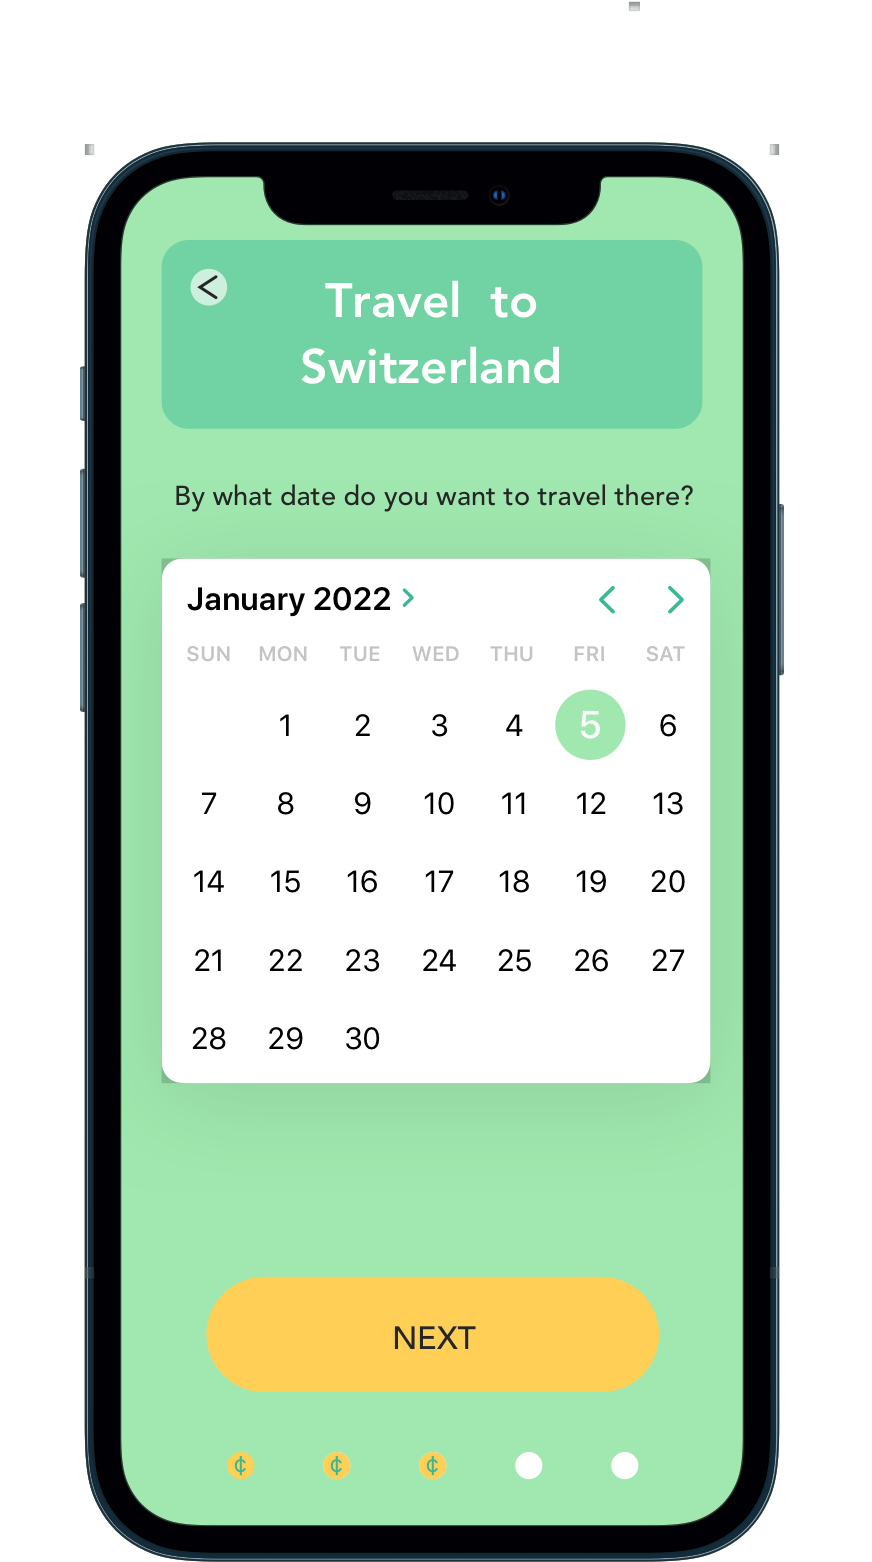 Travel to
Switzerland
By what date do you want to travel there?
January 2022
SUN MON TUE WED THU FRI SAT
1 2 3 4 5 6
7 8 9 10 11 12 13
14 15 16 17 18 19 20
21 22 23 24 25 26 27
28 29 30
NEXT
¢ ¢ ¢